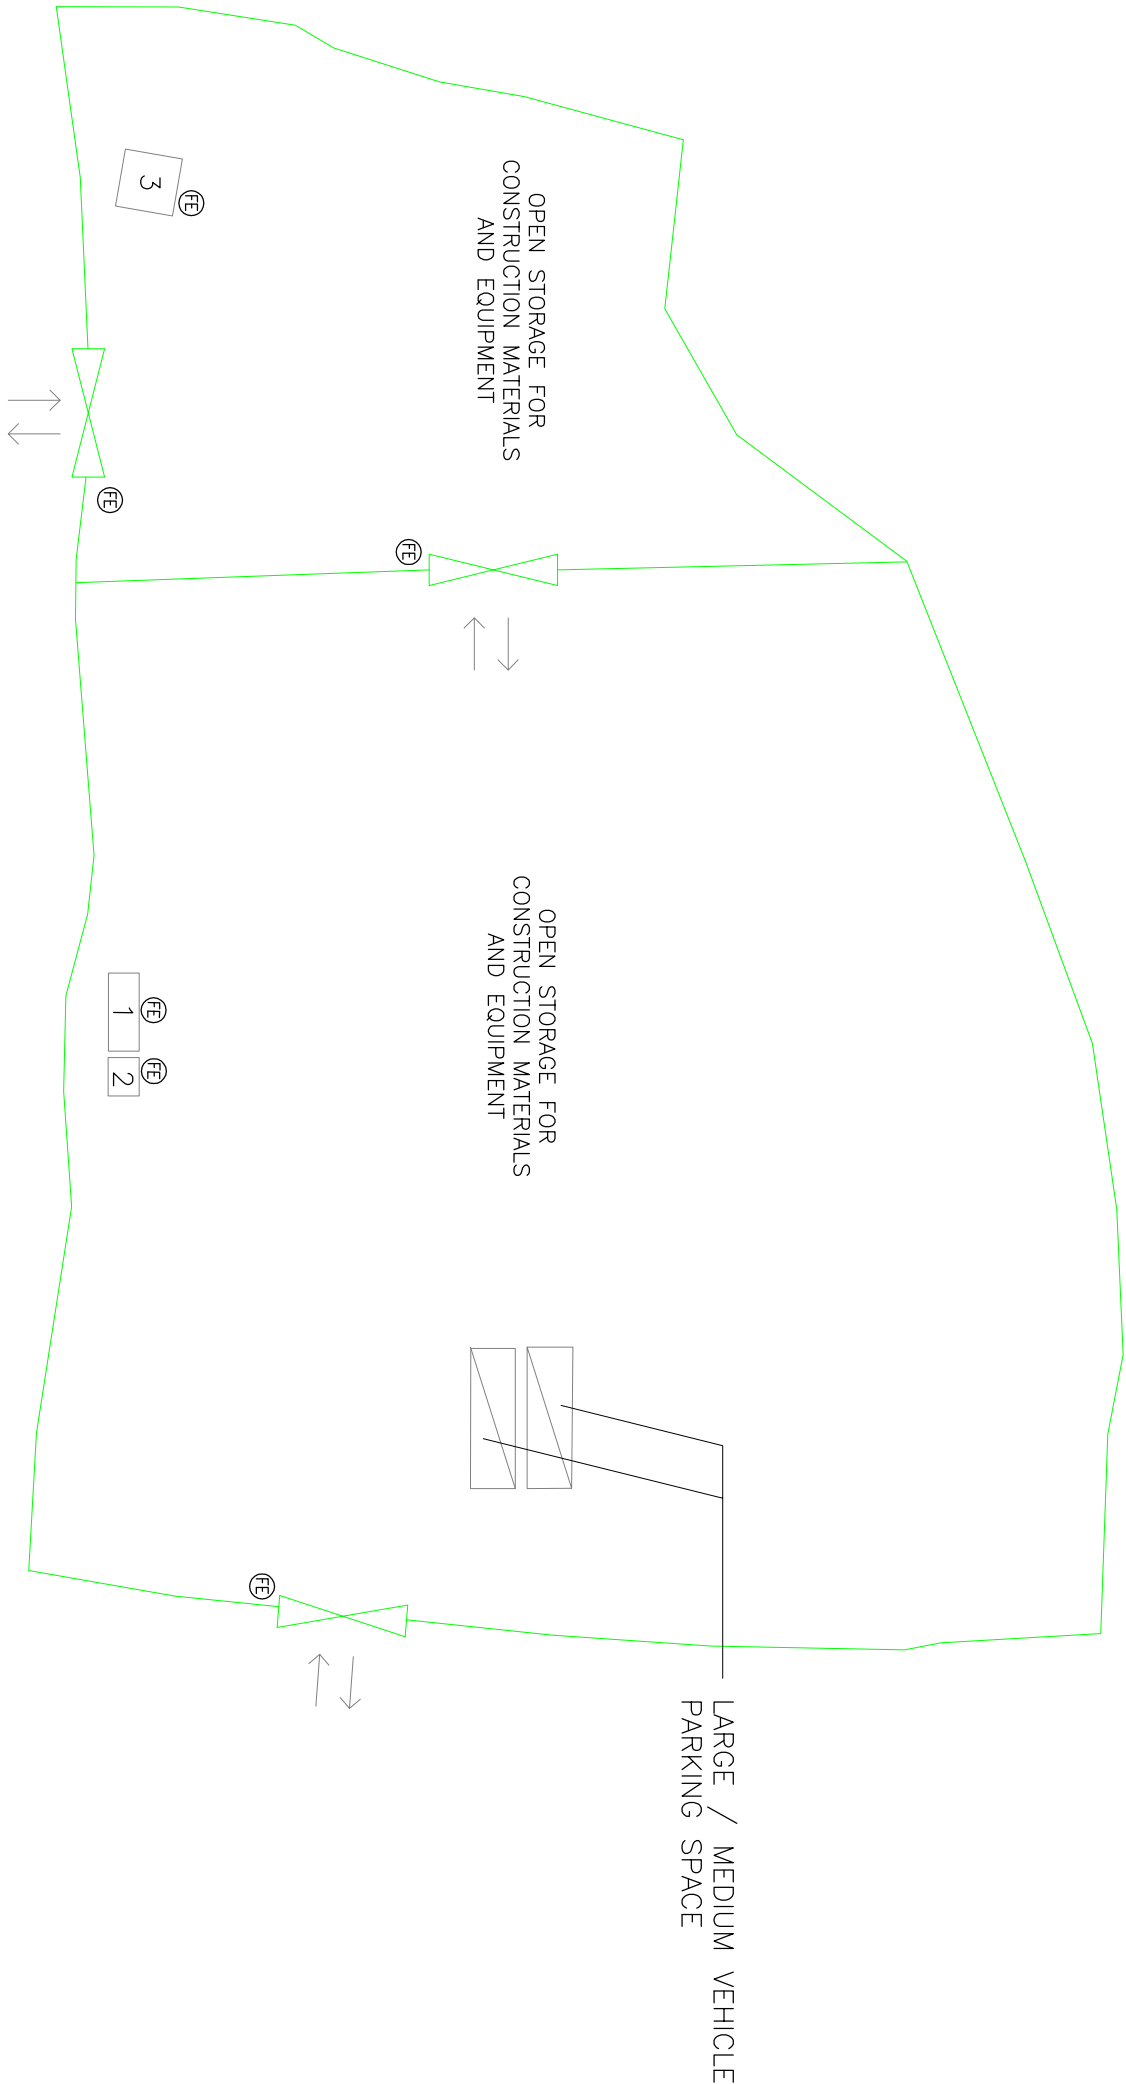 OPEN STORAGE FOR
CONSTRUCTION MATERIALS
AND EQUIPMENT
3
FE
FE
FE
OPEN STORAGE FOR
CONSTRUCTION MATERIALS
AND EQUIPMENT
1
FE
2
FE
FE
LARGE / MEDIUM VEHICLE
PARKING SPACE